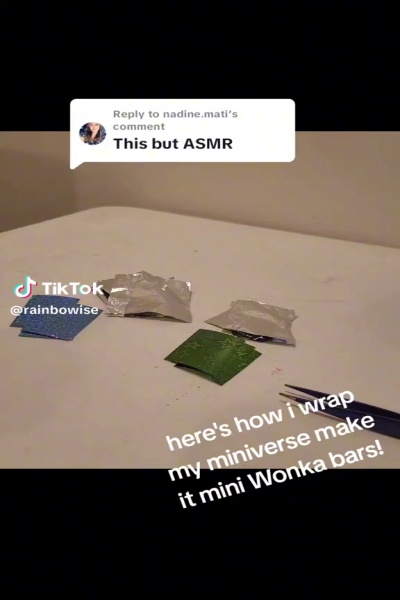 Reply to nadine.mati's
comment
This but ASMR
TikTok
@rainbowise
here's how i wrap
my miniverse make
it mini Wonka bars!